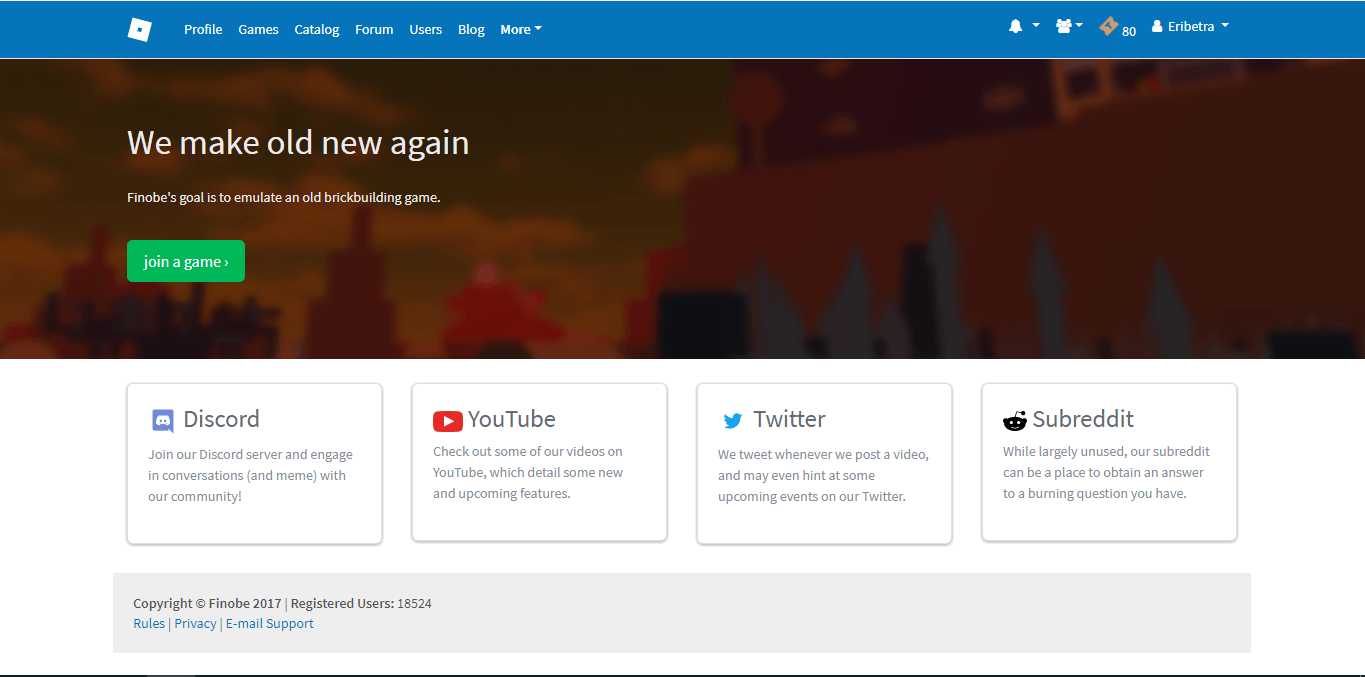 Profile Games Catalog Forum Users Blog More 80 Eribetra
We make old new again
Finobe's goal is to emulate an old brickbuilding game.
join a game ›
Discord
Join our Discord server and engage
in conversations (and meme) with
our community!
YouTube
Check out some of our videos on
YouTube, which detail some new
and upcoming features.
Twitter
We tweet whenever we post a video,
and may even hint at some
upcoming events on our Twitter.
Subreddit
While largely unused, our subreddit
can be a place to obtain an answer
to a burning question you have.
Copyright © Finobe 2017 | Registered Users: 18524
Rules | Privacy | E-mail Support